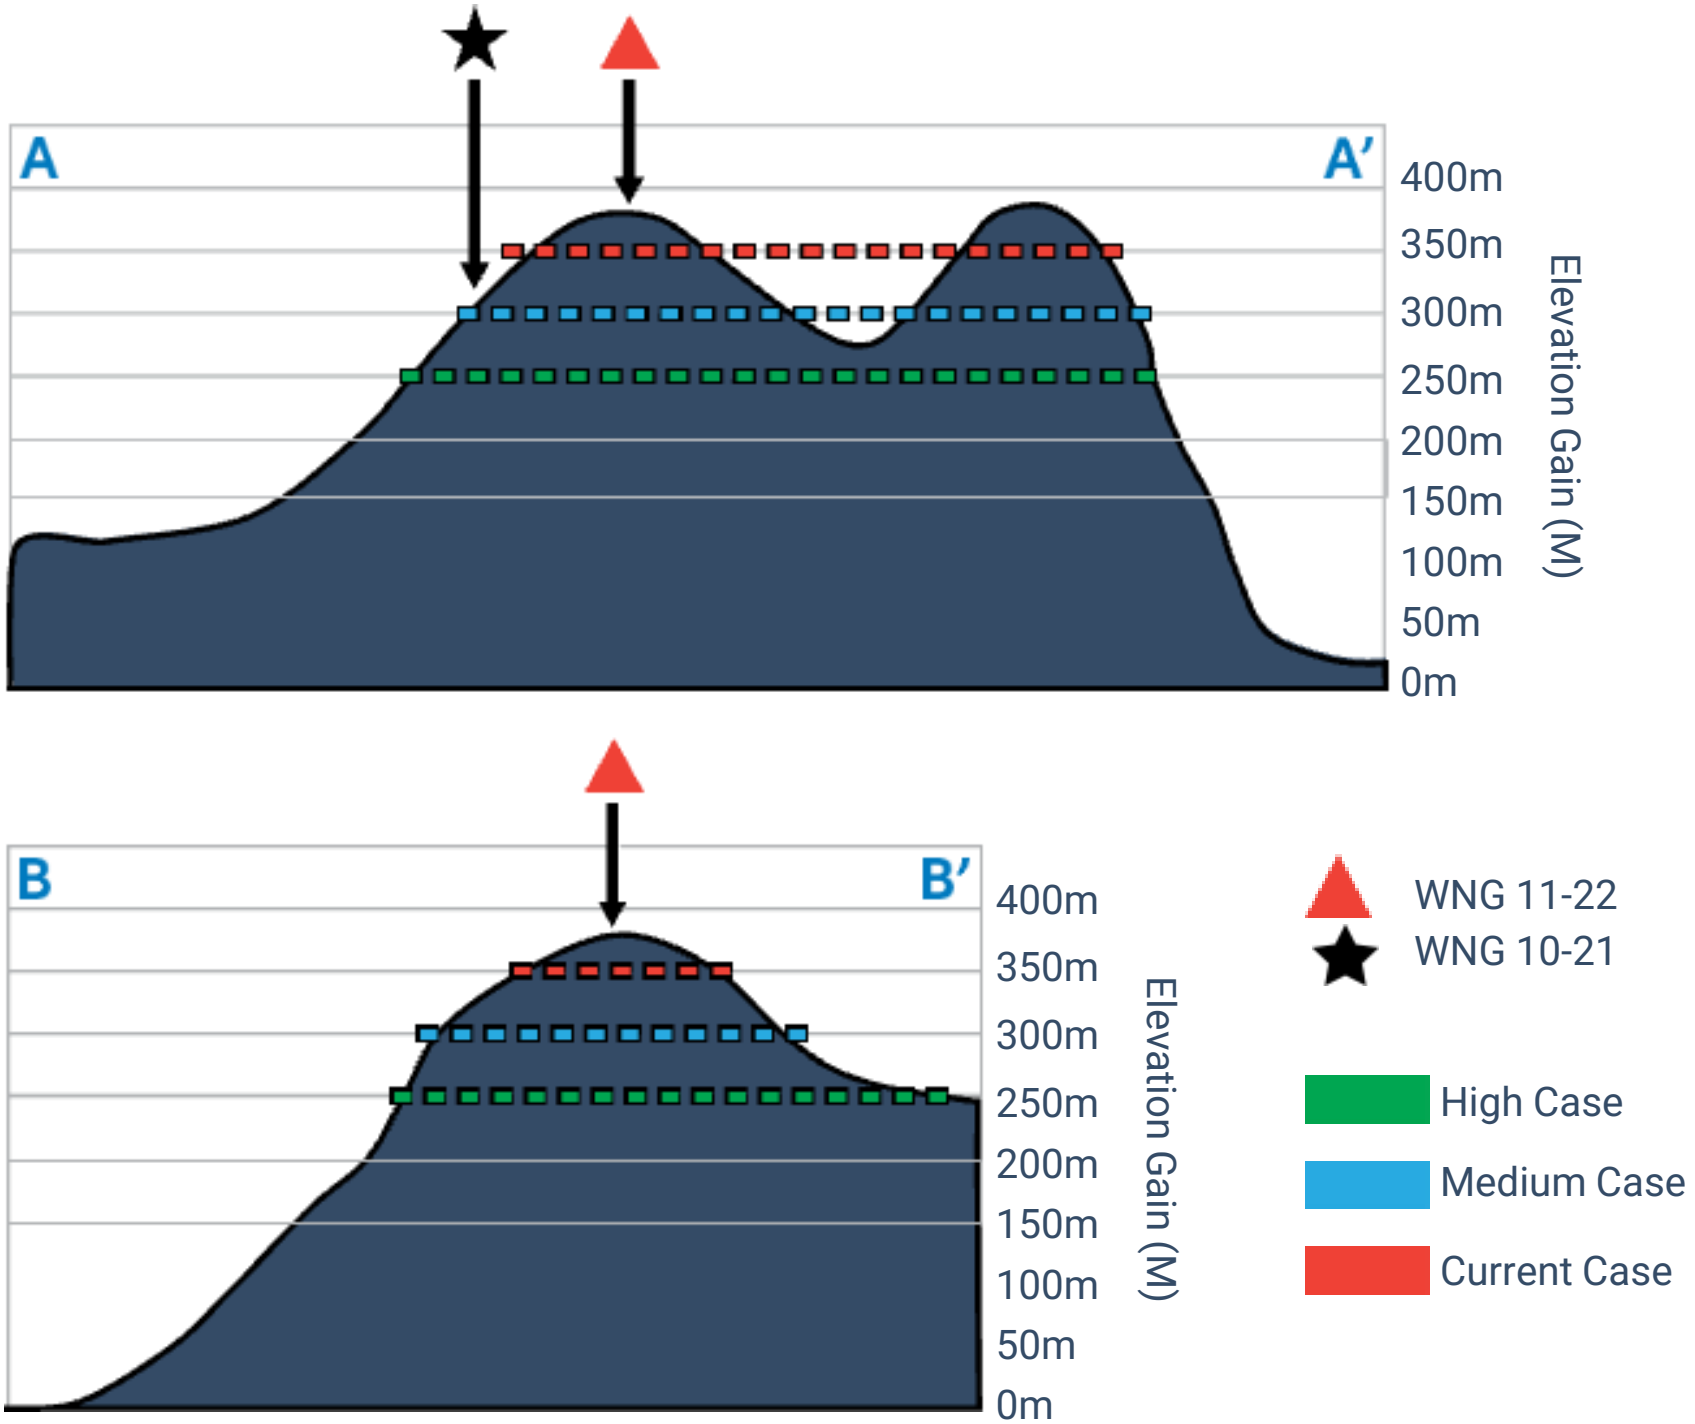 A
A’
400m
350m
300m
250m
200m
150m
100m
50m
0m
Elevation Gain (M)
B
B’
400m
350m
300m
250m
200m
150m
100m
50m
0m
Elevation Gain (M)
WNG 11-22
WNG 10-21
High Case
Medium Case
Current Case